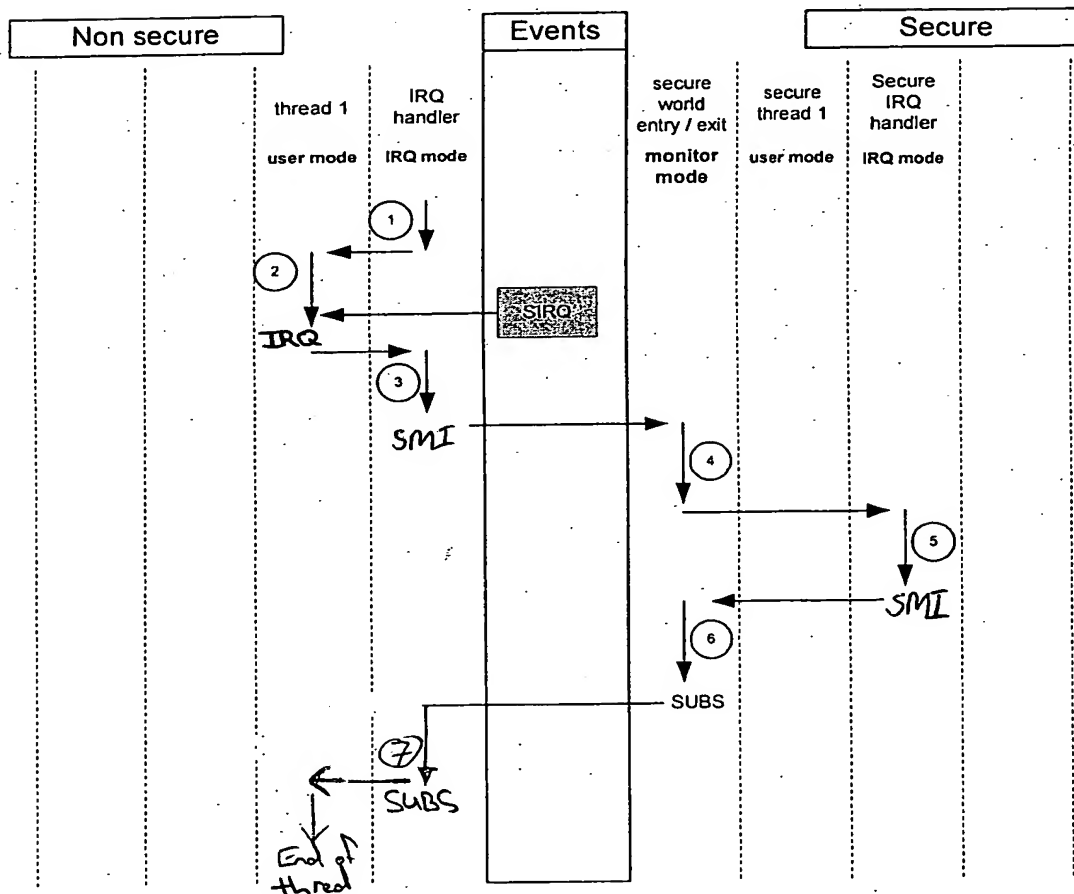 Non secure
Events
Secure
thread 1
user mode
IRQ
handler
IRQ mode
secure
world
entry / exit
monitor
mode
secure
thread 1
user mode
Secure
IRQ
handler
IRQ mode
1
2
SIRQ
IRQ
3
SMI
4
5
SMI
6
SUBS
7
SUBS
End of
thred